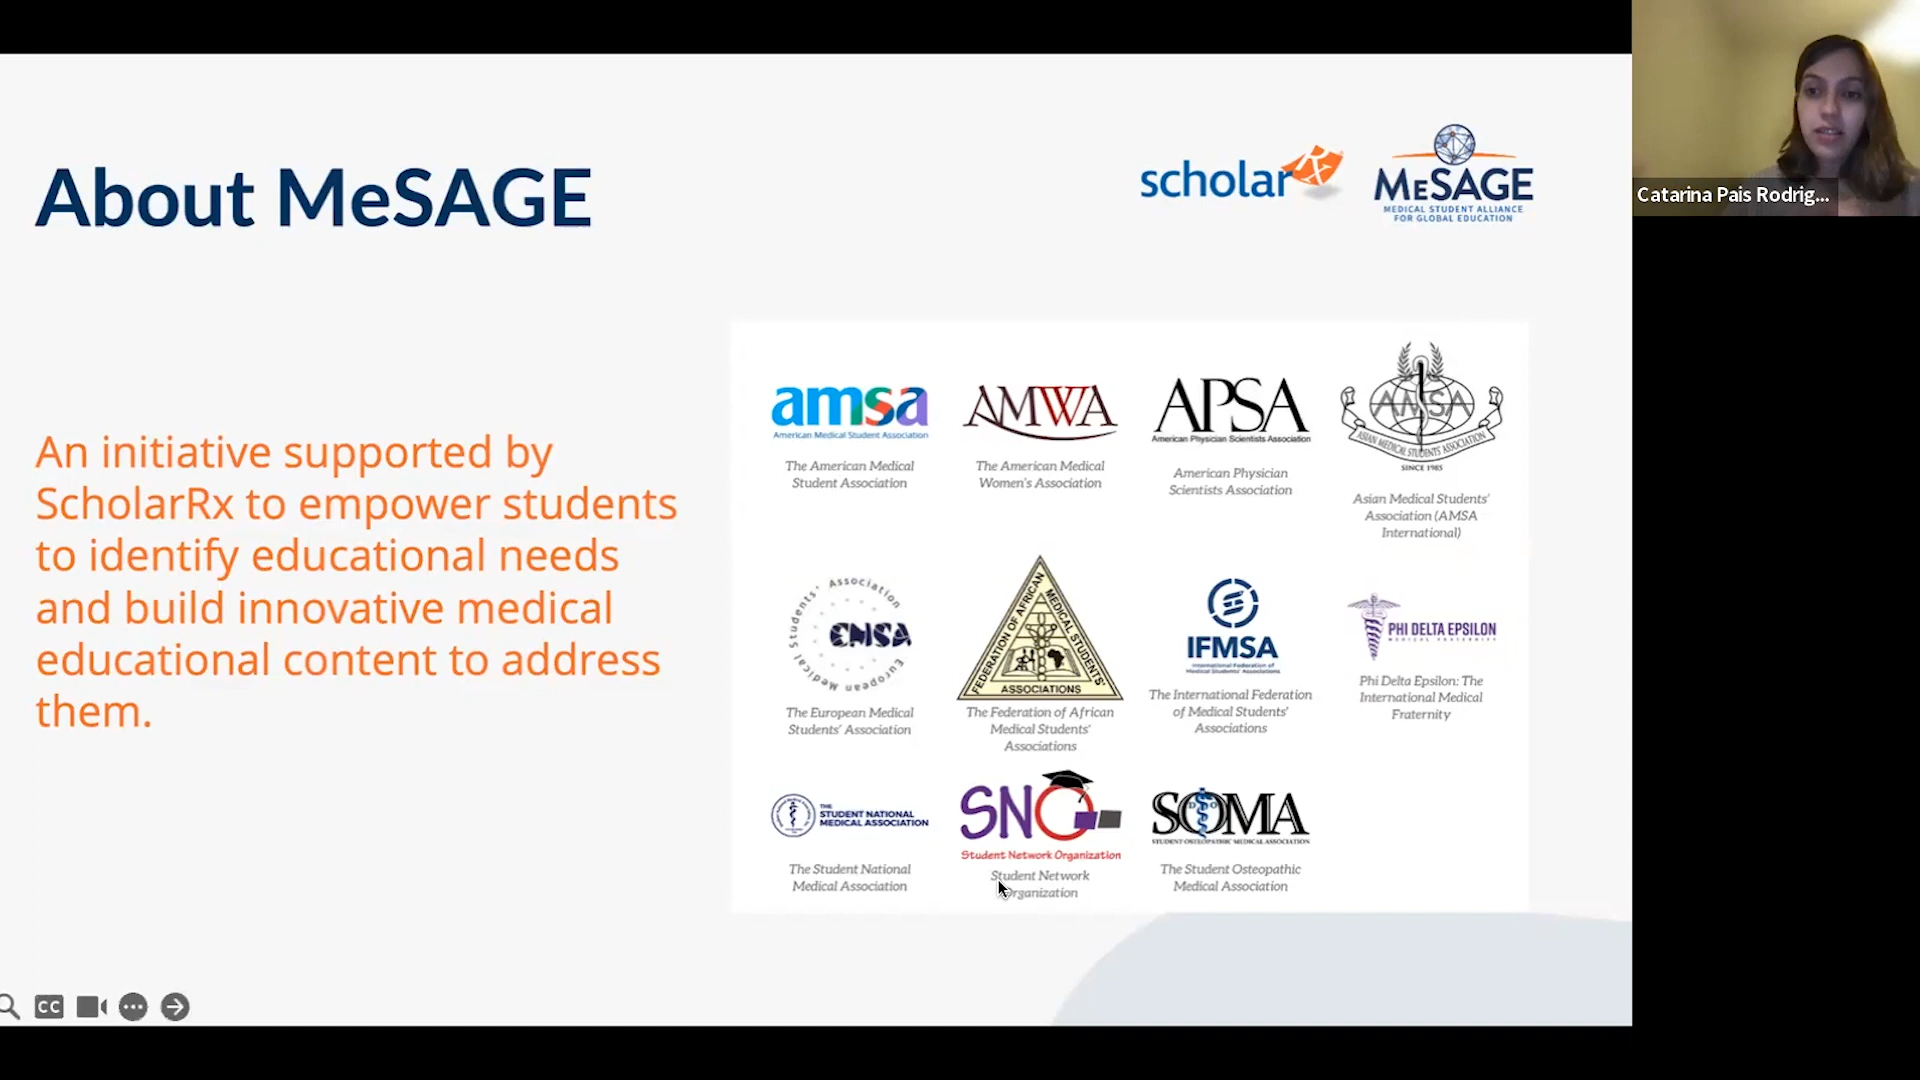 About MeSAGE
scholar
Rx
MeSAGE
MEDICAL STUDENT ALLIANCE
FOR GLOBAL EDUCATION
Catarina Pais Rodrig...
An initiative supported by
ScholarRx to empower students
to identify educational needs
and build innovative medical
educational content to address
them.
amsa
American Medical Student Association
The American Medical
Student Association
AMWA
The American Medical
Women's Association
APSA
American Physician Scientists Association
American Physician
Scientists Association
AMSA
ASIAN MEDICAL STUDENTS' ASSOCIATION
SINCE 1985
Asian Medical Students'
Association (AMSA
International)
European Medical Students' Association
EMSA
The European Medical
Students' Association
FEDERATION OF AFRICAN
MEDICAL STUDENTS'
ASSOCIATIONS
The Federation of African
Medical Students'
Associations
IFMSA
International Federation of
Medical Students' Associations
The International Federation
of Medical Students'
Associations
PHI DELTA EPSILON
MEDICAL FRATERNITY
Phi Delta Epsilon: The
International Medical
Fraternity
THE
STUDENT NATIONAL
MEDICAL ASSOCIATION
The Student National
Medical Association
SNO
Student Network Organization
Student Network
Organization
SOMA
STUDENT OSTEOPATHIC MEDICAL ASSOCIATION
The Student Osteopathic
Medical Association
CC